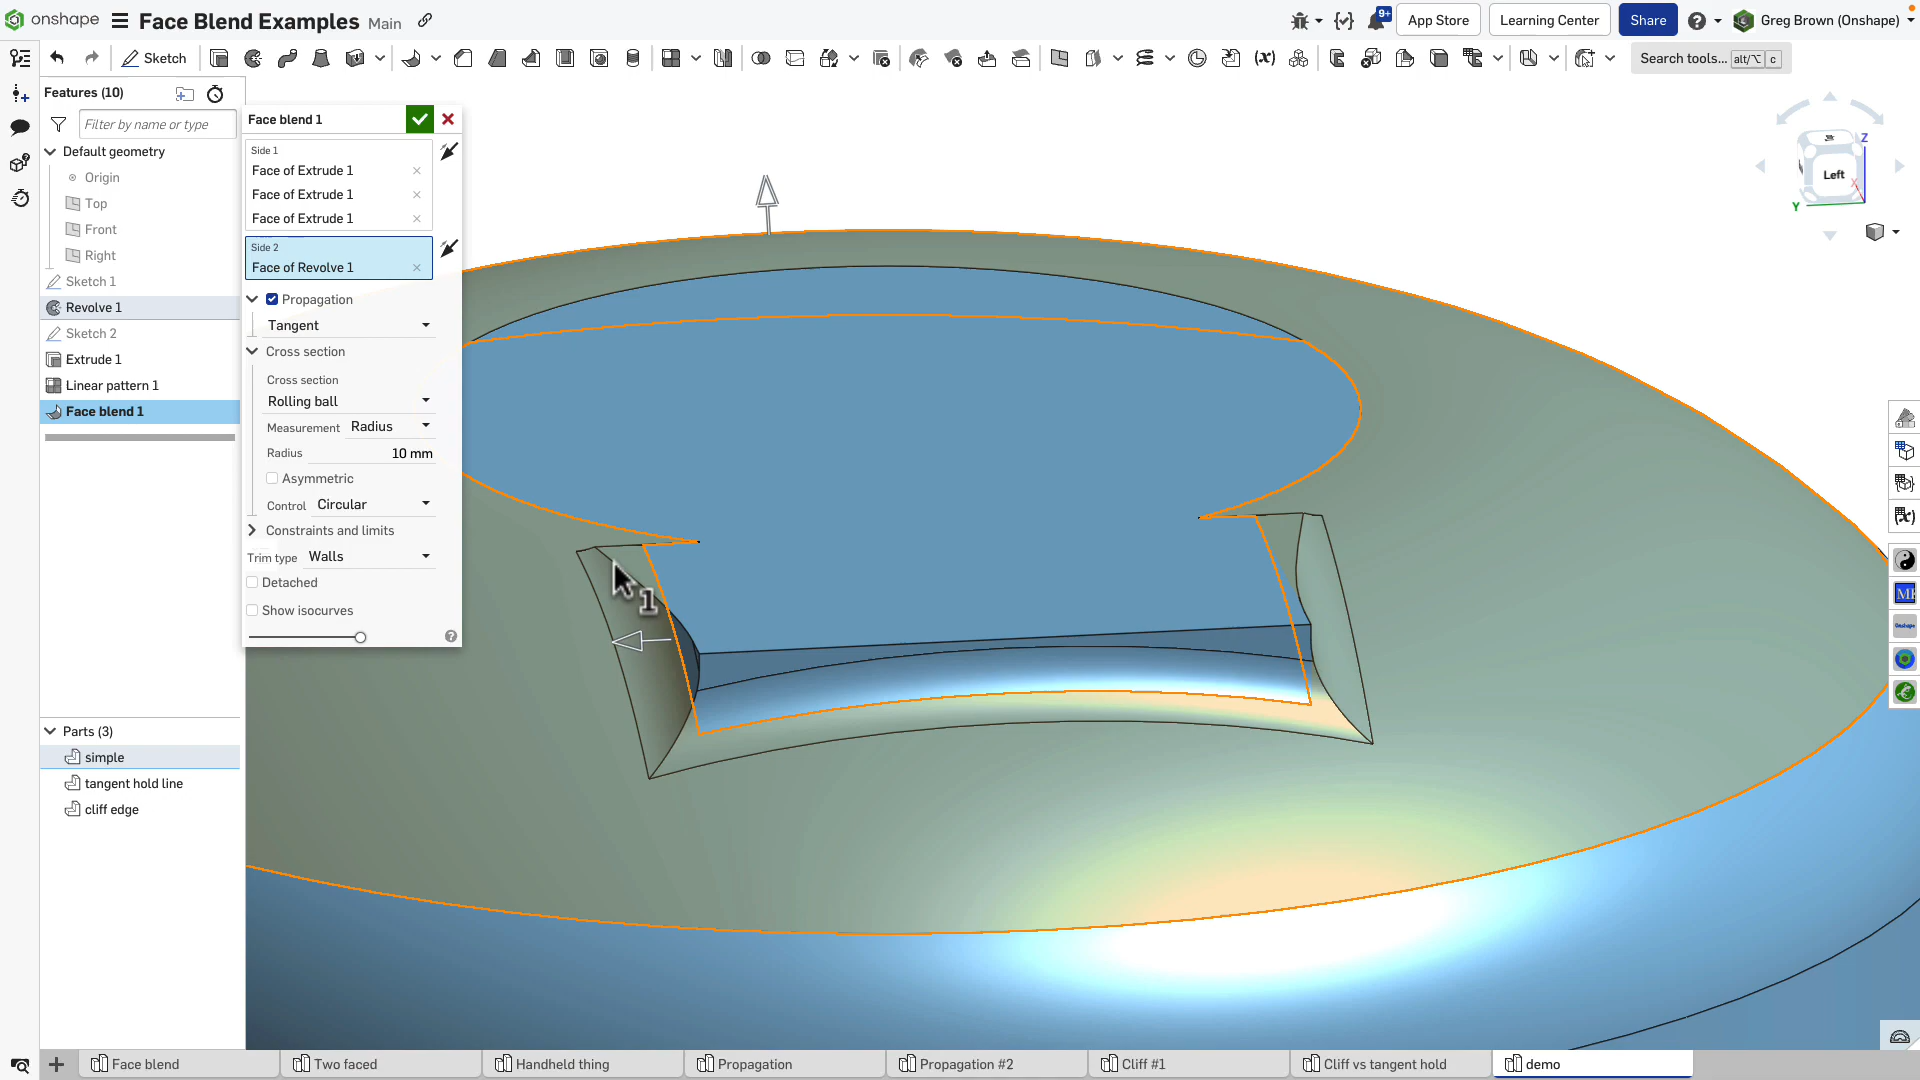 onshape Face Blend Examples Main 9+ App Store Learning Center Share Greg Brown (Onshape)
Sketch Search tools... alt/⌥ c
Features (10)
Filter by name or type
Default geometry
Origin
Top
Front
Right
Sketch 1
Revolve 1
Sketch 2
Extrude 1
Linear pattern 1
Face blend 1
Parts (3)
simple
tangent hold line
cliff edge
Face blend 1
Side 1
Face of Extrude 1
Face of Extrude 1
Face of Extrude 1
Side 2
Face of Revolve 1
Propagation
Tangent
Cross section
Cross section
Rolling ball
Measurement Radius
Radius 10 mm
Asymmetric
Control Circular
Constraints and limits
Trim type Walls
Detached
Show isocurves
1
Z
Left
X
Y
Face blend Two faced Handheld thing Propagation Propagation #2 Cliff #1 Cliff vs tangent hold demo